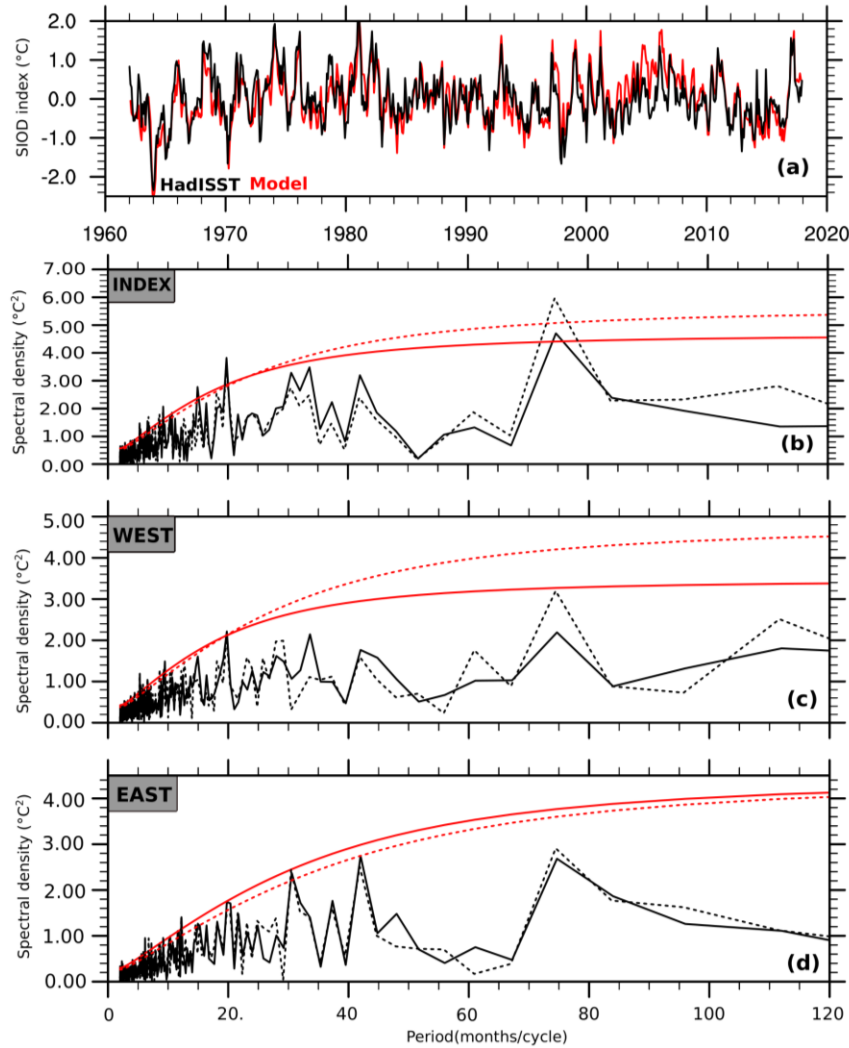 2.0
1.0
0.0
-1.0
-2.0
SIOD index (°C)
HadISST Model
(a)
1960 1970 1980 1990 2000 2010 2020
7.00
6.00
5.00
4.00
3.00
2.00
1.00
0.00
Spectral density (°C²)
INDEX
(b)
5.00
4.00
3.00
2.00
1.00
0.00
Spectral density (°C²)
WEST
(c)
4.00
3.00
2.00
1.00
0.00
Spectral density (°C²)
EAST
(d)
0 20. 40 60 80 100 120
Period(months/cycle)